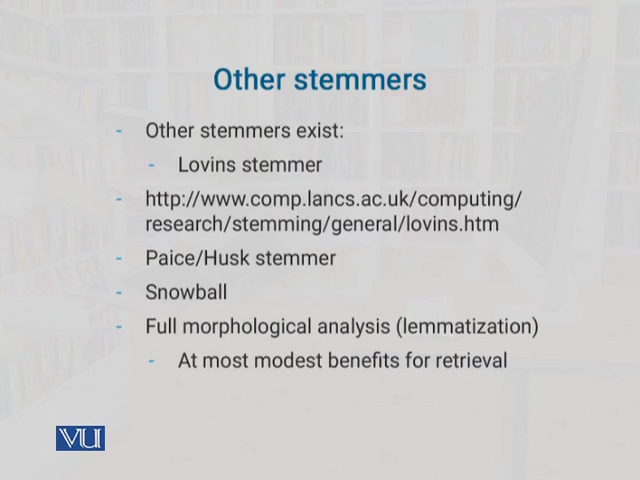 Other stemmers
- Other stemmers exist:
- Lovins stemmer
- http://www.comp.lancs.ac.uk/computing/
research/stemming/general/lovins.htm
- Paice/Husk stemmer
- Snowball
- Full morphological analysis (lemmatization)
- At most modest benefits for retrieval
VU